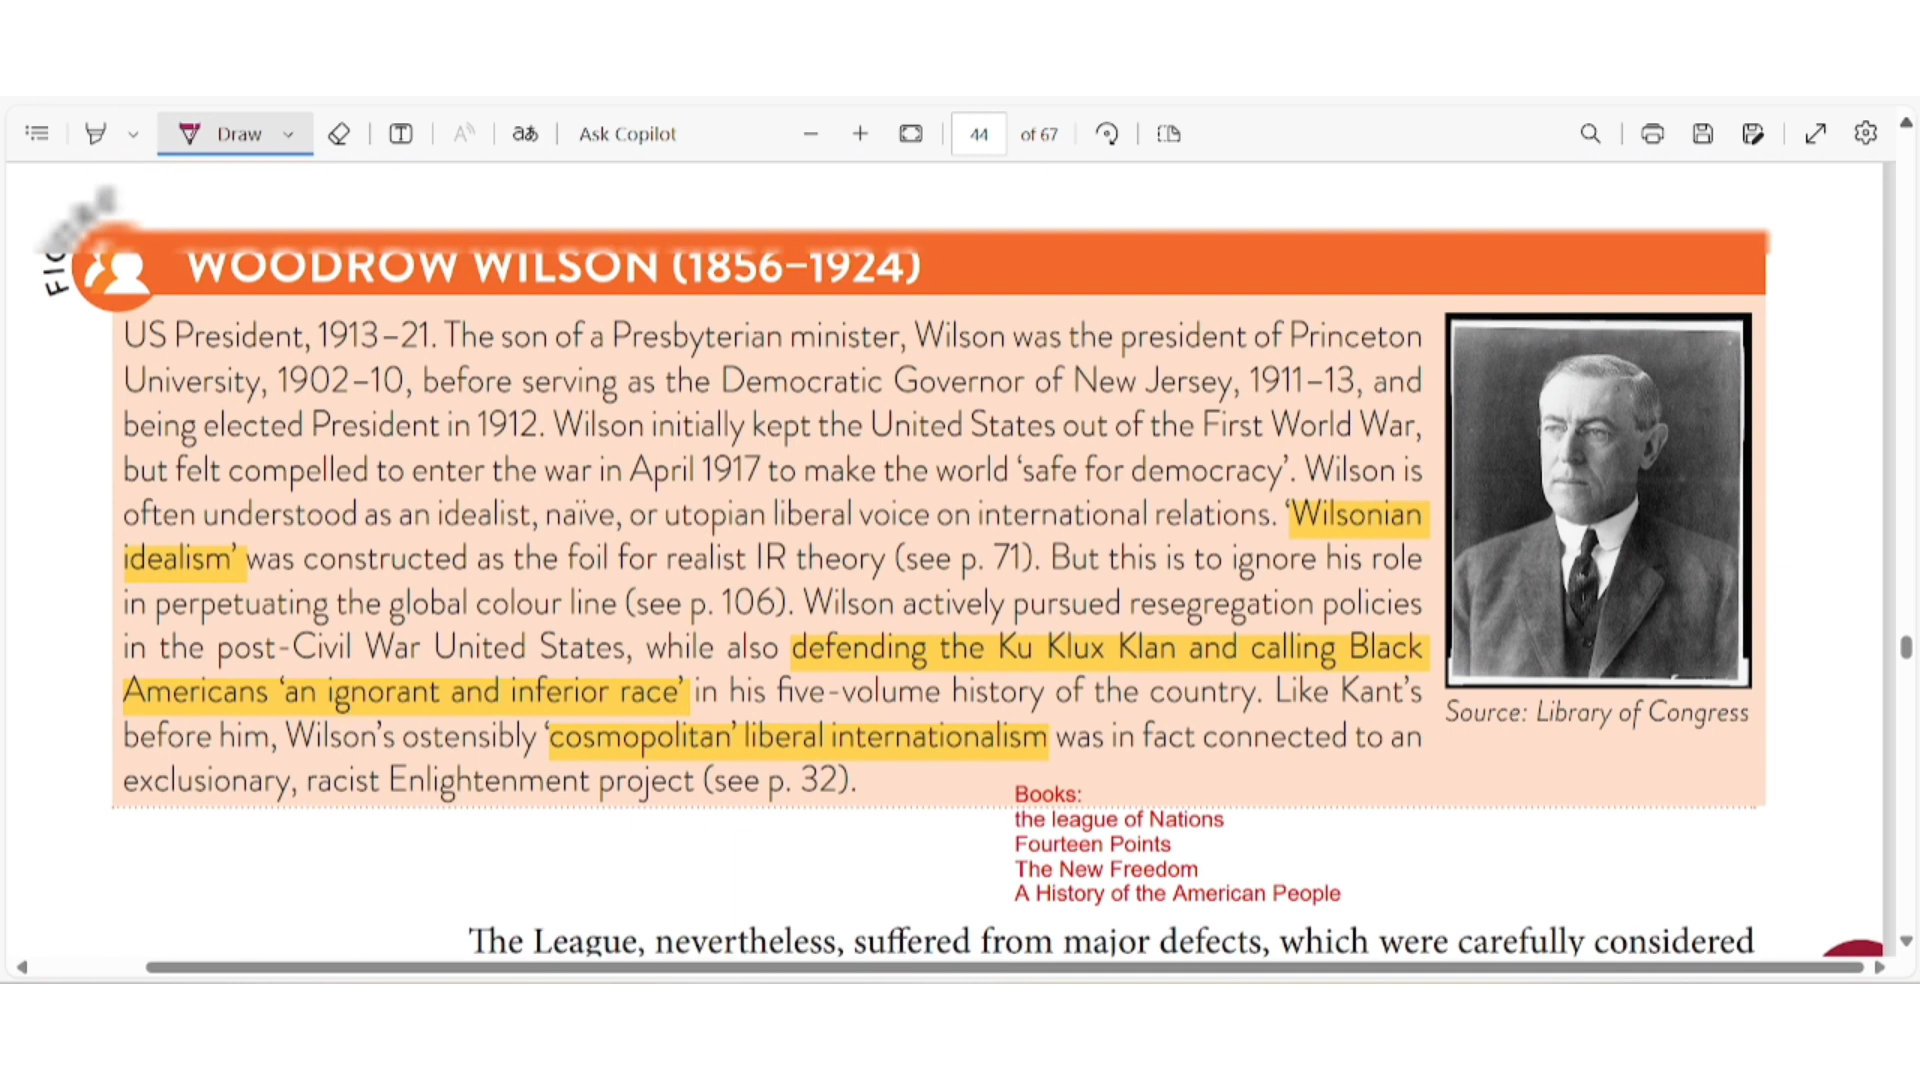 Draw
aあ
Ask Copilot
44 of 67
WOODROW WILSON (1856–1924)
US President, 1913–21. The son of a Presbyterian minister, Wilson was the president of Princeton
University, 1902–10, before serving as the Democratic Governor of New Jersey, 1911–13, and
being elected President in 1912. Wilson initially kept the United States out of the First World War,
but felt compelled to enter the war in April 1917 to make the world ‘safe for democracy’. Wilson is
often understood as an idealist, naïve, or utopian liberal voice on international relations. ‘Wilsonian
idealism’ was constructed as the foil for realist IR theory (see p. 71). But this is to ignore his role
in perpetuating the global colour line (see p. 106). Wilson actively pursued resegregation policies
in the post-Civil War United States, while also defending the Ku Klux Klan and calling Black
Americans ‘an ignorant and inferior race’ in his five-volume history of the country. Like Kant’s
before him, Wilson’s ostensibly ‘cosmopolitan’ liberal internationalism was in fact connected to an
exclusionary, racist Enlightenment project (see p. 32).
Source: Library of Congress
Books:
the league of Nations
Fourteen Points
The New Freedom
A History of the American People
The League, nevertheless, suffered from major defects, which were carefully considered